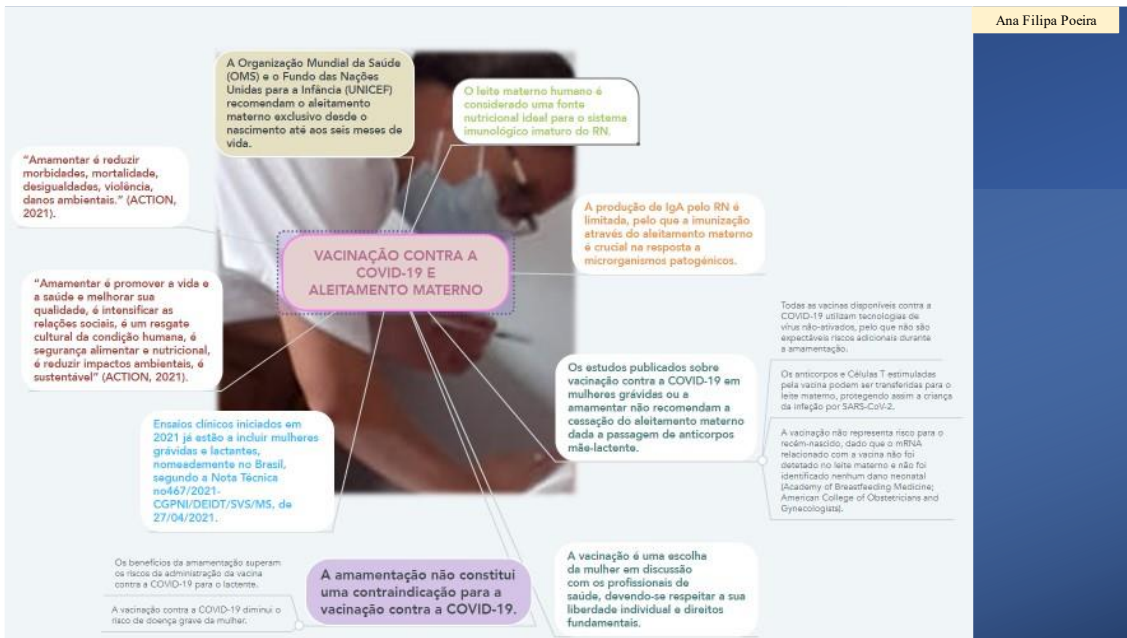 Ana Filipa Poeira
A Organização Mundial da Saúde
(OMS) e o Fundo das Nações
Unidas para a Infância (UNICEF)
recomendam o aleitamento
materno exclusivo desde o
nascimento até aos seis meses de
vida.
O leite materno humano é
considerado uma fonte
nutricional ideal para o sistema
imunológico imaturo do RN.
"Amamentar é reduzir
morbidades, mortalidade,
desigualdades, violência,
danos ambientais." (ACTION,
2021).
A produção de IgA pelo RN é
limitada, pelo que a imunização
através do aleitamento materno
é crucial na resposta a
microrganismos patogénicos.
VACINAÇÃO CONTRA A
COVID-19 E
ALEITAMENTO MATERNO
"Amamentar é promover a vida e
a saúde e melhorar sua
qualidade, é intensificar as
relações sociais, é um resgate
cultural da condição humana, é
segurança alimentar e nutricional,
é reduzir impactos ambientais, é
sustentável" (ACTION, 2021).
Os estudos publicados sobre
vacinação contra a COVID-19 em
mulheres grávidas ou a
amamentar não recomendam a
cessação do aleitamento materno
dada a passagem de anticorpos
mãe-lactente.
Todas as vacinas disponíveis contra a
COVID-19 utilizam tecnologias de
vírus não-ativados, pelo que não são
expectáveis riscos adicionais durante
a amamentação.
Os anticorpos e Células T estimuladas
pela vacina podem ser transferidas para o
leite materno, protegendo assim a criança
da infeção por SARS-CoV-2.
A vacinação não representa risco para o
recém-nascido, dado que o mRNA
relacionado com a vacina não foi
detetado no leite materno e não foi
identificado nenhum dano neonatal
(Academy of Breastfeeding Medicine;
American College of Obstetricians and
Gynecologists).
Ensaios clínicos iniciados em
2021 já estão a incluir mulheres
grávidas e lactantes,
nomeadamente no Brasil,
segundo a Nota Técnica
no467/2021-
CGPNI/DEIDT/SVS/MS, de
27/04/2021.
Os benefícios da amamentação superam
os riscos da administração da vacina
contra a COVID-19 para o lactente.
A vacinação contra a COVID-19 diminui o
risco de doença grave da mulher.
A amamentação não constitui
uma contraindicação para a
vacinação contra a COVID-19.
A vacinação é uma escolha
da mulher em discussão
com os profissionais de
saúde, devendo-se respeitar a sua
liberdade individual e direitos
fundamentais.